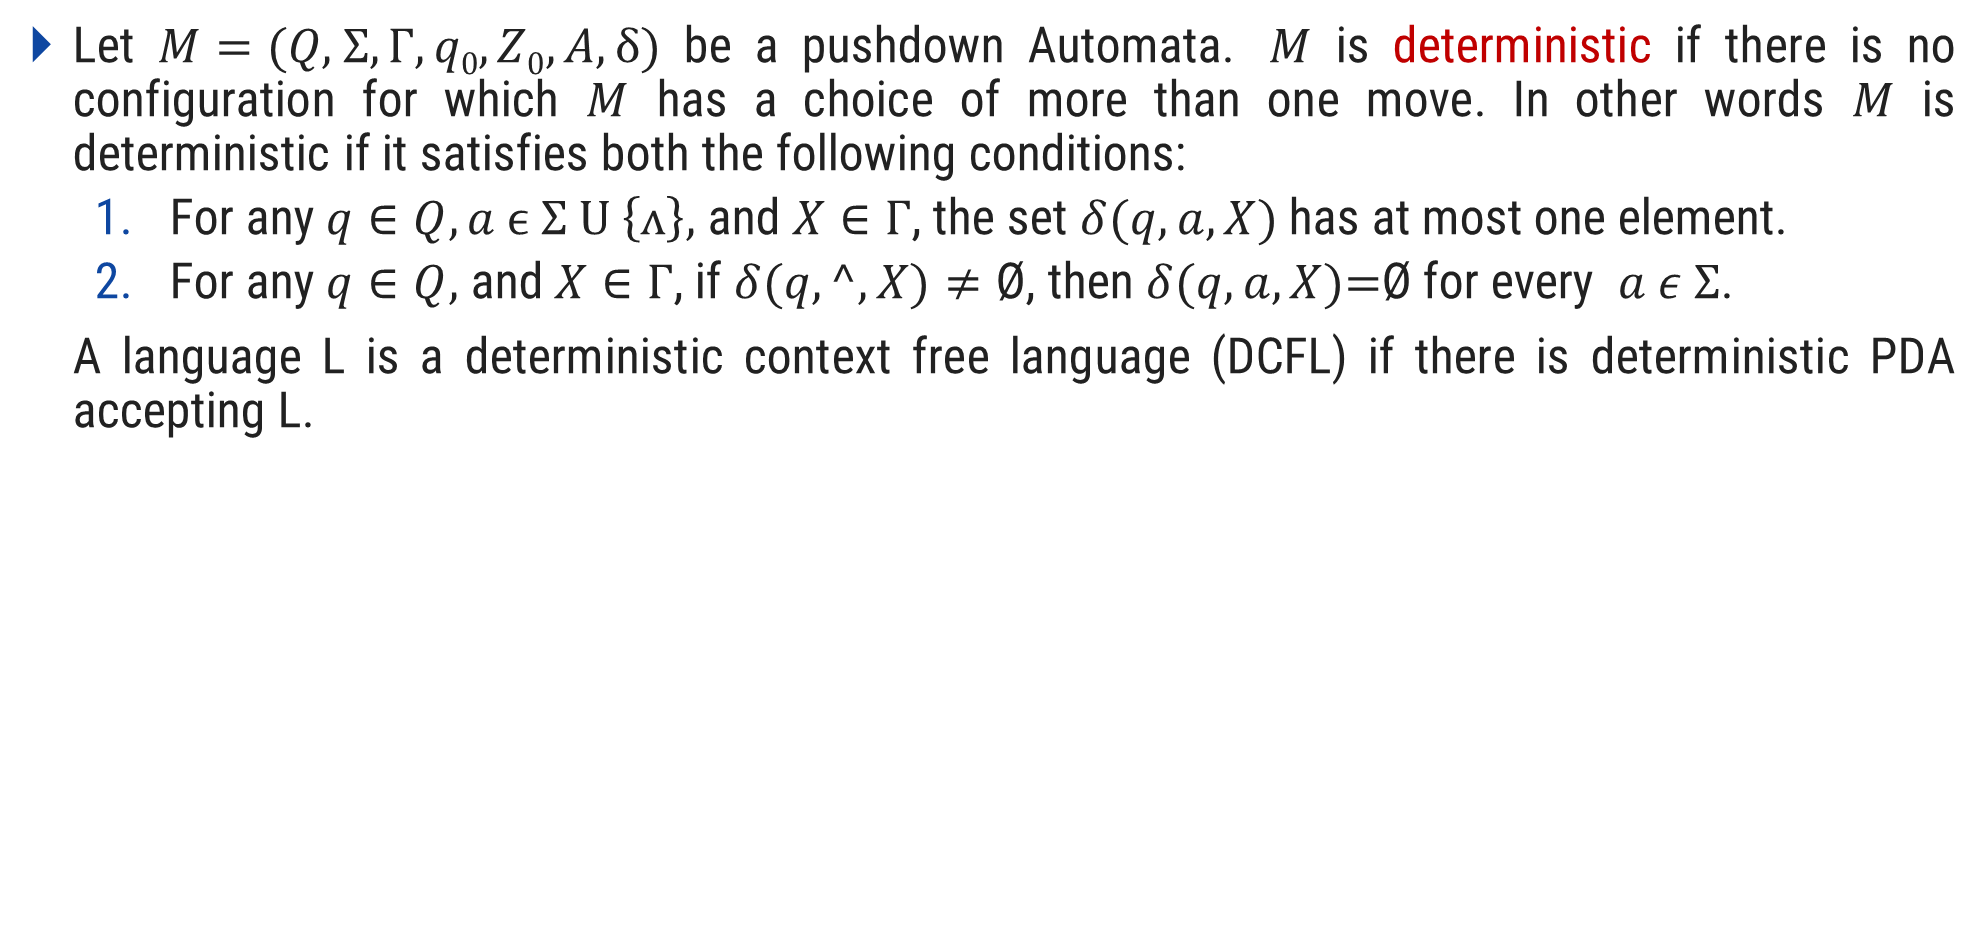 Let M = (Q, Σ, Γ, q₀, Z₀, A, δ) be a pushdown Automata. M is deterministic if there is no
configuration for which M has a choice of more than one move. In other words M is
deterministic if it satisfies both the following conditions:
1. For any q ∈ Q, a ϵ Σ U {ʌ}, and X ∈ Γ, the set δ(q, a, X) has at most one element.
2. For any q ∈ Q, and X ∈ Γ, if δ(q, ^, X) ≠ Ø, then δ(q, a, X)=Ø for every a ϵ Σ.
A language L is a deterministic context free language (DCFL) if there is deterministic PDA
accepting L.